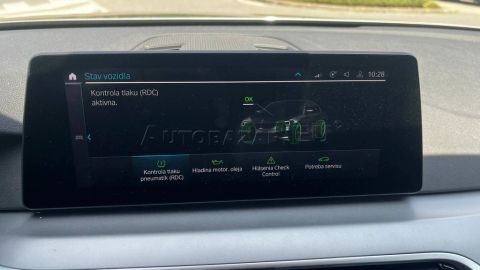 Stav vozidla
10:28
Kontrola tlaku (RDC)
aktívna.
OK
AUTOBAZAR.EU
Kontrola tlaku
pneumatík (RDC)
Hladina motor. oleja
Hlásenia Check
Control
Potreba servisu